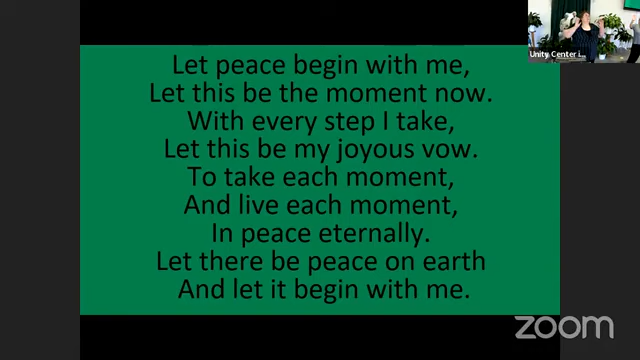 Let peace begin with me,
Let this be the moment now.
With every step I take,
Let this be my joyous vow.
To take each moment,
And live each moment,
In peace eternally.
Let there be peace on earth
And let it begin with me.
Unity Center i...
zoom